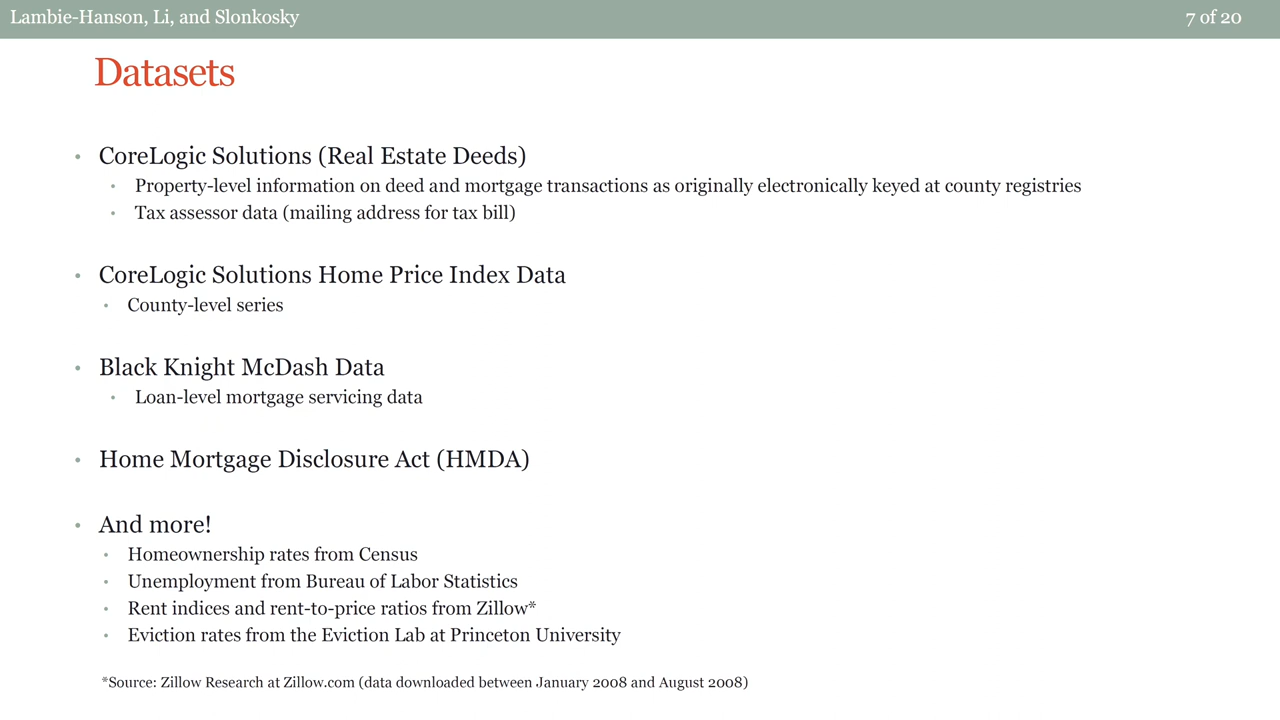 Lambie-Hanson, Li, and Slonkosky
7 of 20
Datasets
• CoreLogic Solutions (Real Estate Deeds)
• Property-level information on deed and mortgage transactions as originally electronically keyed at county registries
• Tax assessor data (mailing address for tax bill)
• CoreLogic Solutions Home Price Index Data
• County-level series
• Black Knight McDash Data
• Loan-level mortgage servicing data
• Home Mortgage Disclosure Act (HMDA)
• And more!
• Homeownership rates from Census
• Unemployment from Bureau of Labor Statistics
• Rent indices and rent-to-price ratios from Zillow*
• Eviction rates from the Eviction Lab at Princeton University
*Source: Zillow Research at Zillow.com (data downloaded between January 2008 and August 2008)